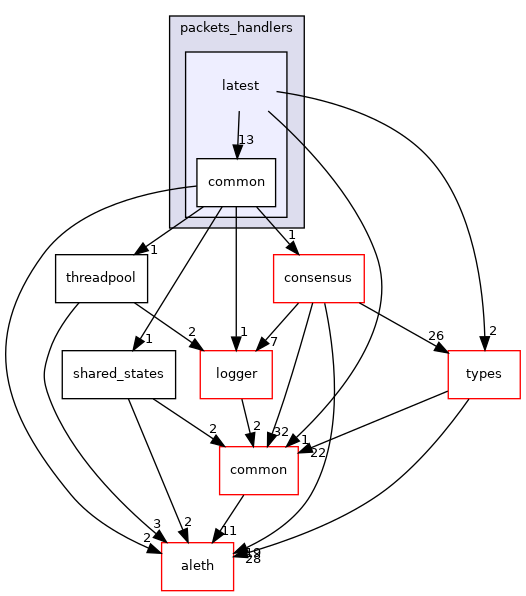 packets_handlers
latest
13
common
1
1
threadpool
consensus
2
1
7
1
26
2
shared_states
logger
types
2
2
32
1
22
common
3
2
11
2
19
28
aleth